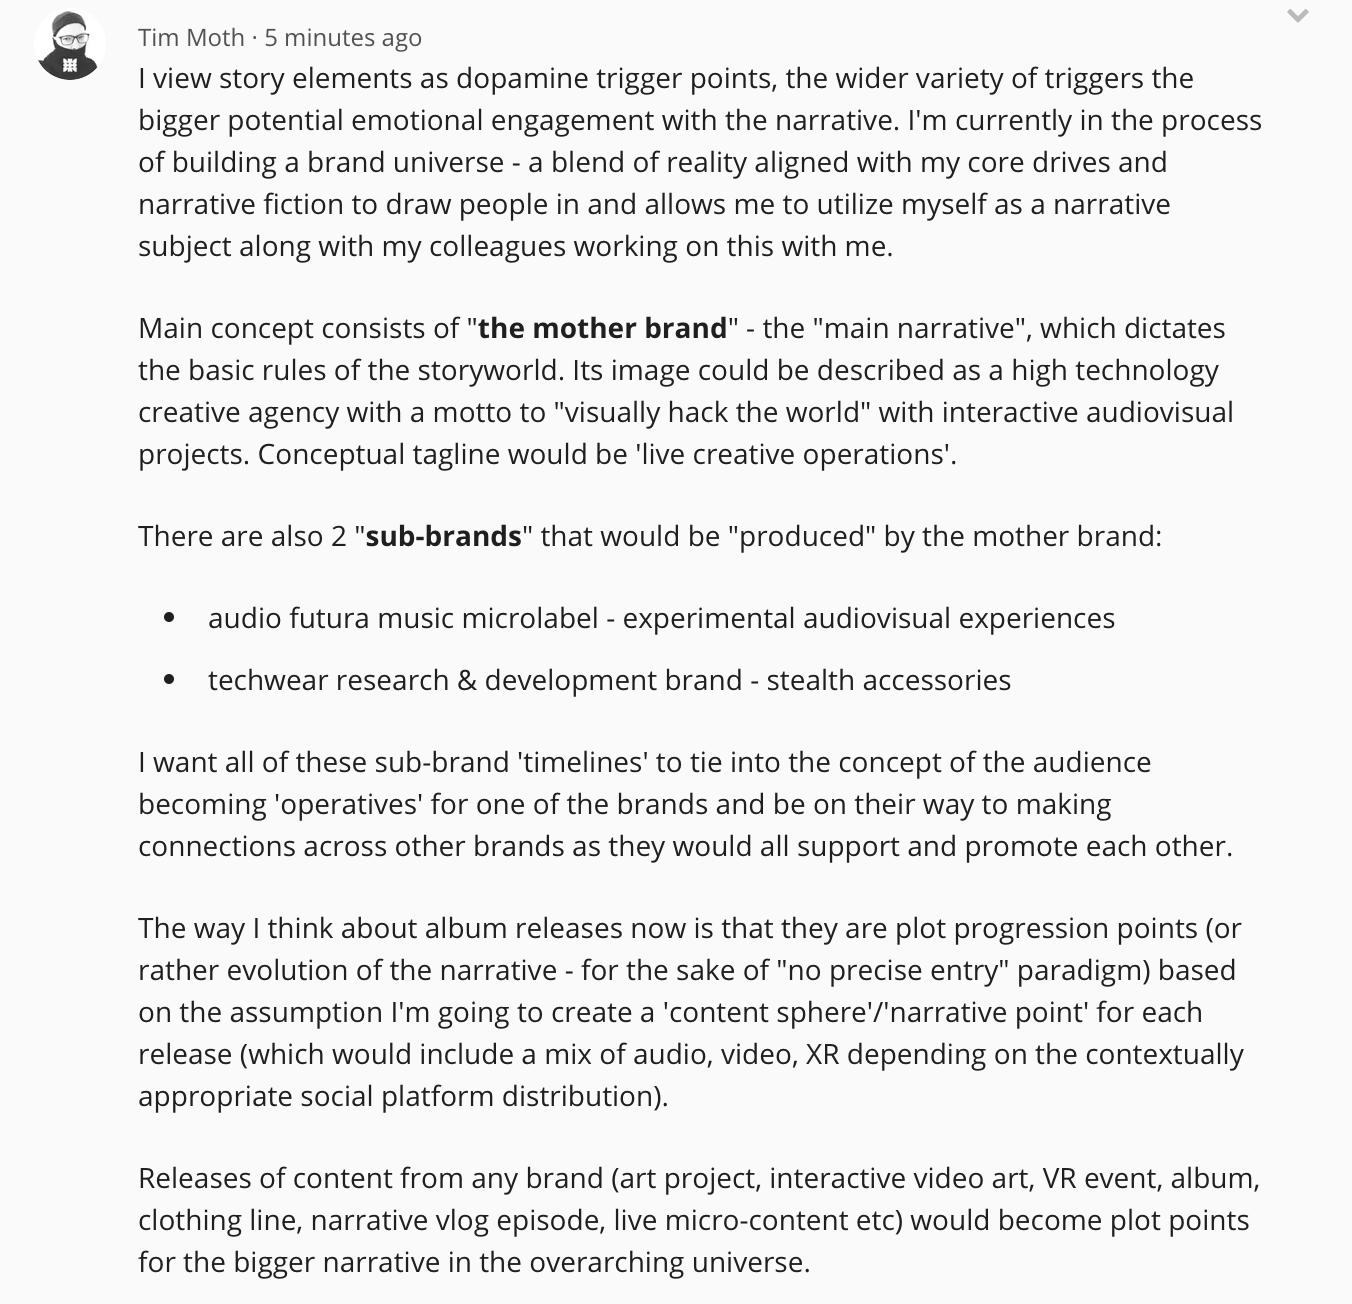 Tim Moth · 5 minutes ago
I view story elements as dopamine trigger points, the wider variety of triggers the
bigger potential emotional engagement with the narrative. I'm currently in the process
of building a brand universe - a blend of reality aligned with my core drives and
narrative fiction to draw people in and allows me to utilize myself as a narrative
subject along with my colleagues working on this with me.
Main concept consists of "the mother brand" - the "main narrative", which dictates
the basic rules of the storyworld. Its image could be described as a high technology
creative agency with a motto to "visually hack the world" with interactive audiovisual
projects. Conceptual tagline would be 'live creative operations'.
There are also 2 "sub-brands" that would be "produced" by the mother brand:
• audio futura music microlabel - experimental audiovisual experiences
• techwear research & development brand - stealth accessories
I want all of these sub-brand 'timelines' to tie into the concept of the audience
becoming 'operatives' for one of the brands and be on their way to making
connections across other brands as they would all support and promote each other.
The way I think about album releases now is that they are plot progression points (or
rather evolution of the narrative - for the sake of "no precise entry" paradigm) based
on the assumption I'm going to create a 'content sphere'/'narrative point' for each
release (which would include a mix of audio, video, XR depending on the contextually
appropriate social platform distribution).
Releases of content from any brand (art project, interactive video art, VR event, album,
clothing line, narrative vlog episode, live micro-content etc) would become plot points
for the bigger narrative in the overarching universe.